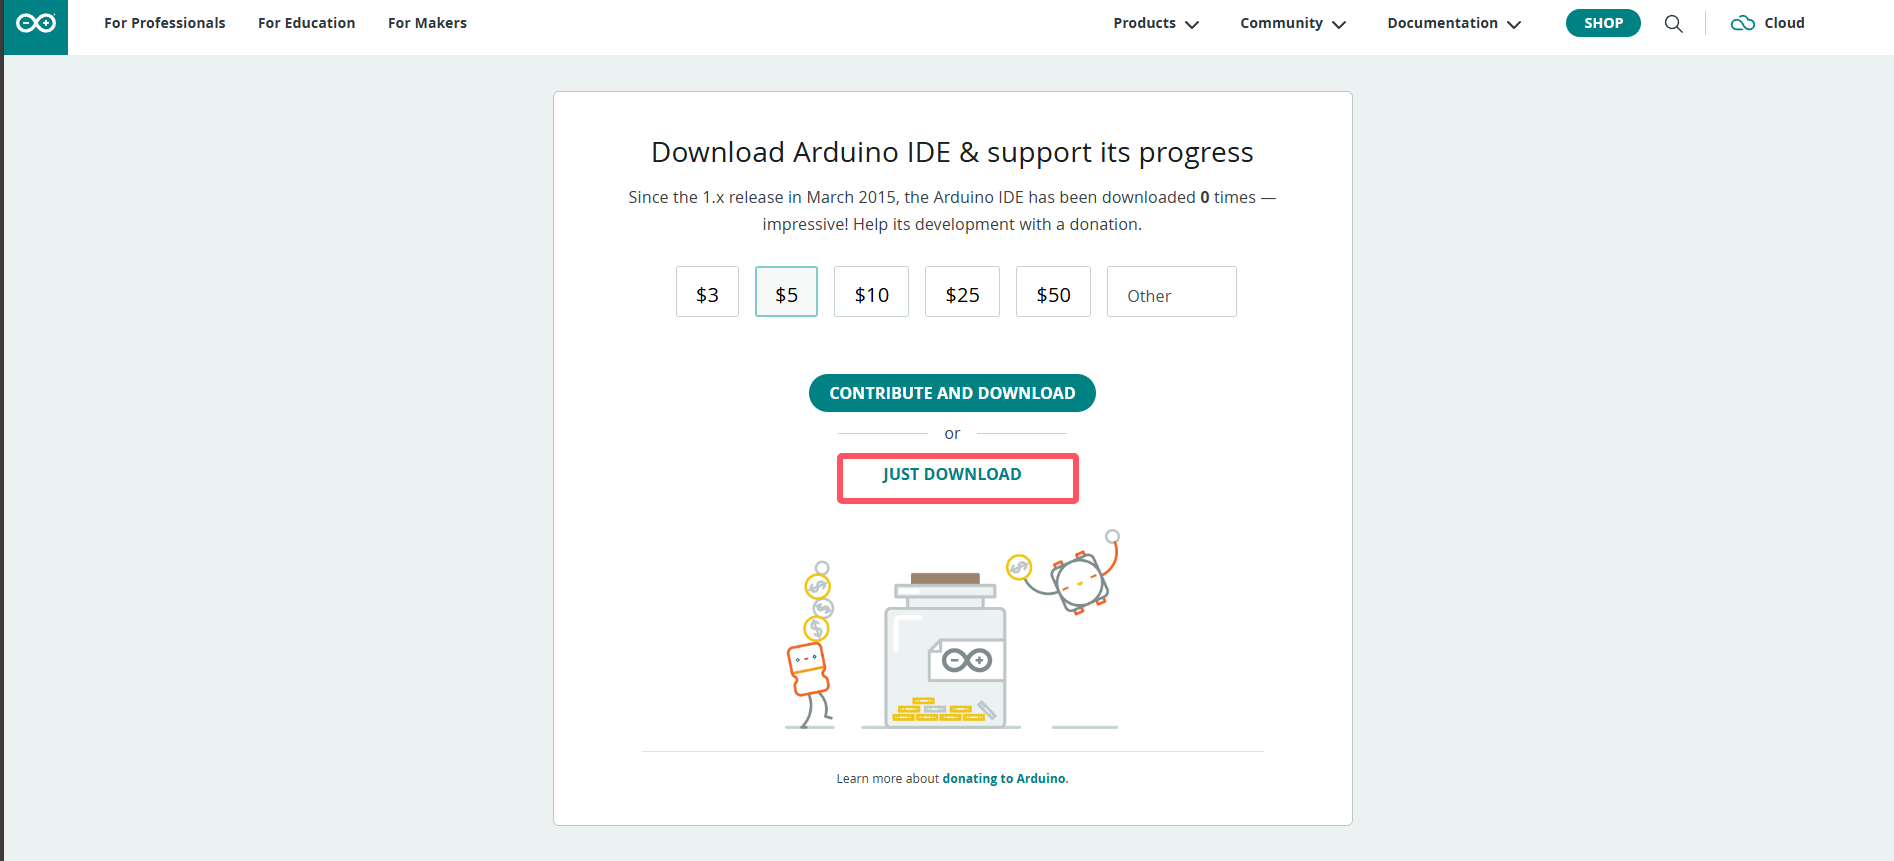 For Professionals For Education For Makers Products Community Documentation SHOP Cloud
Download Arduino IDE & support its progress
Since the 1.x release in March 2015, the Arduino IDE has been downloaded 0 times —
impressive! Help its development with a donation.
$3 $5 $10 $25 $50 Other
CONTRIBUTE AND DOWNLOAD
or
JUST DOWNLOAD
Learn more about donating to Arduino.